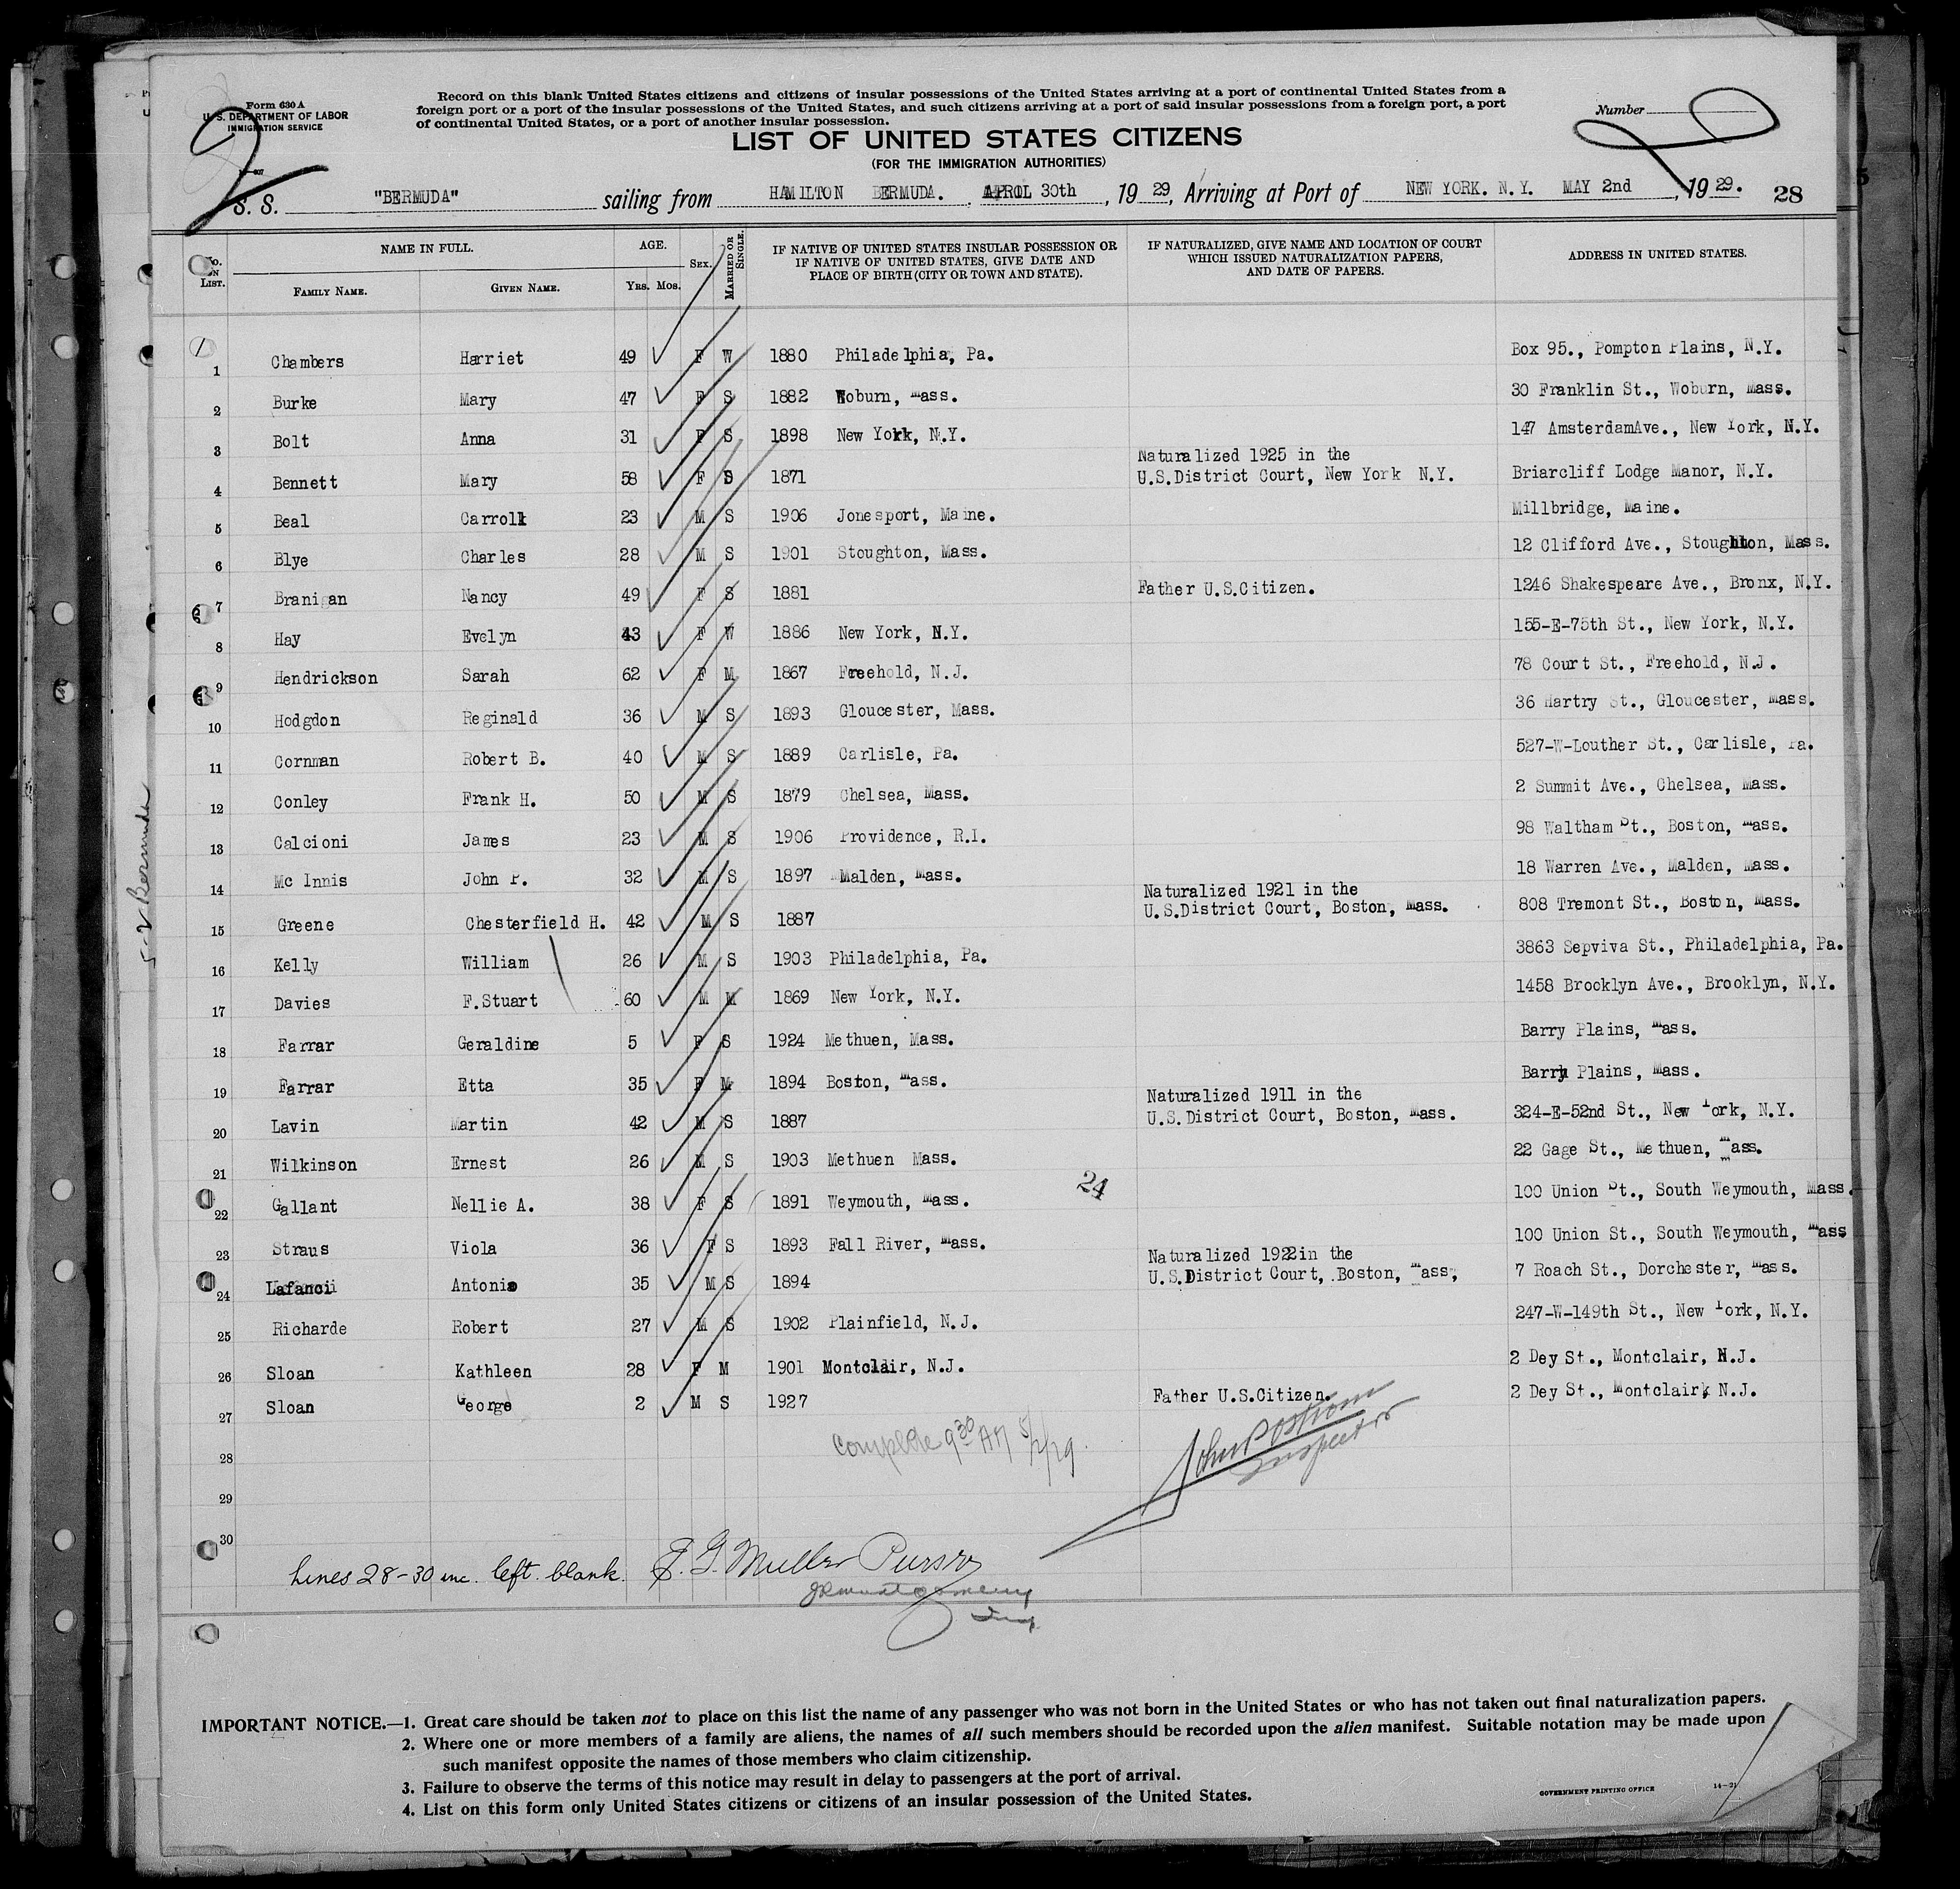 Form 630 A
U. S. DEPARTMENT OF LABOR
IMMIGRATION SERVICE
Record on this blank United States citizens and citizens of insular possessions of the United States arriving at a port of continental United States from a
foreign port or a port of the insular possessions of the United States, and such citizens arriving at a port of said insular possessions from a foreign port, a port
of continental United States, or a port of another insular possession.
Number
LIST OF UNITED STATES CITIZENS
(FOR THE IMMIGRATION AUTHORITIES)
S. S. "BERMUDA" sailing from HAMILTON BERMUDA. APRIL 30th, 19 29, Arriving at Port of NEW YORK. N.Y. MAY 2nd, 19 29. 28
No. ON LIST. NAME IN FULL. FAMILY NAME. GIVEN NAME. AGE. YRS. MOS. SEX. MARRIED OR SINGLE. IF NATIVE OF UNITED STATES INSULAR POSSESSION OR IF NATIVE OF UNITED STATES, GIVE DATE AND PLACE OF BIRTH (CITY OR TOWN AND STATE). IF NATURALIZED, GIVE NAME AND LOCATION OF COURT WHICH ISSUED NATURALIZATION PAPERS, AND DATE OF PAPERS. ADDRESS IN UNITED STATES.
1 Chambers Harriet 49 F W 1880 Philadelphia, Pa. Box 95., Pompton Plains, N.Y.
2 Burke Mary 47 F S 1882 Woburn, Mass. 30 Franklin St., Woburn, Mass.
3 Bolt Anna 31 F S 1898 New York, N.Y. 147 AmsterdamAve., New York, N.Y.
4 Bennett Mary 58 F S 1871 Naturalized 1925 in the U.S.District Court, New York N.Y. Briarcliff Lodge Manor, N.Y.
5 Beal Carroll 23 M S 1906 Jonesport, Maine. Millbridge, Maine.
6 Blye Charles 28 M S 1901 Stoughton, Mass. 12 Clifford Ave., Stoughton, Mass.
7 Branigan Nancy 49 F S 1881 Father U.S.Citizen. 1246 Shakespeare Ave., Bronx, N.Y.
8 Hay Evelyn 43 F W 1886 New York, N.Y. 155-E-75th St., New York, N.Y.
9 Hendrickson Sarah 62 F M 1867 Freehold, N.J. 78 Court St., Freehold, N.J.
10 Hodgdon Reginald 36 M S 1893 Gloucester, Mass. 36 Hartry St., Gloucester, Mass.
11 Cornman Robert B. 40 M S 1889 Carlisle, Pa. 527-W-Louther St., Carlisle, Pa.
12 Conley Frank H. 50 M S 1879 Chelsea, Mass. 2 Summit Ave., Chelsea, Mass.
13 Calcioni James 23 M S 1906 Providence, R.I. 98 Waltham St., Boston, Mass.
14 Mc Innis John P. 32 M S 1897 Malden, Mass. 18 Warren Ave., Malden, Mass.
15 Greene Chesterfield H. 42 M S 1887 Naturalized 1921 in the U.S.District Court, Boston, Mass. 808 Tremont St., Boston, Mass.
16 Kelly William 26 M S 1903 Philadelphia, Pa. 3863 Sepviva St., Philadelphia, Pa.
17 Davies F.Stuart 60 M M 1869 New York, N.Y. 1458 Brooklyn Ave., Brooklyn, N.Y.
18 Farrar Geraldine 5 F S 1924 Methuen, Mass. Barry Plains, Mass.
19 Farrar Etta 35 F M 1894 Boston, Mass. Barry Plains, Mass.
20 Lavin Martin 42 M S 1887 Naturalized 1911 in the U.S.District Court, Boston, Mass. 324-E-52nd St., New York, N.Y.
21 Wilkinson Ernest 26 M S 1903 Methuen Mass. 22 Gage St., Methuen, Mass.
22 Gallant Nellie A. 38 F S 1891 Weymouth, Mass. 24 100 Union St., South Weymouth, Mass.
23 Straus Viola 36 F S 1893 Fall River, Mass. 100 Union St., South Weymouth, Mass
24 Lafanci Antonio 35 M S 1894 Naturalized 1922in the U.S.District Court, Boston, Mass, 7 Roach St., Dorchester, Mass.
25 Richarde Robert 27 M S 1902 Plainfield, N.J. 247-W-149th St., New York, N.Y.
26 Sloan Kathleen 28 F M 1901 Montclair, N.J. 2 Dey St., Montclair, N.J.
27 Sloan George 2 M S 1927 Father U.S.Citizen. 2 Dey St., Montclair, N.J.
28 Complete 9 30 AM 5/2/29.
Inspector
29
30
Lines 28-30 inc. left blank. Muller Purser
JRMontgomery
Insp.
5-2 Bermuda
IMPORTANT NOTICE.—1. Great care should be taken not to place on this list the name of any passenger who was not born in the United States or who has not taken out final naturalization papers.
2. Where one or more members of a family are aliens, the names of all such members should be recorded upon the alien manifest. Suitable notation may be made upon
such manifest opposite the names of those members who claim citizenship.
3. Failure to observe the terms of this notice may result in delay to passengers at the port of arrival.
4. List on this form only United States citizens or citizens of an insular possession of the United States.
GOVERNMENT PRINTING OFFICE